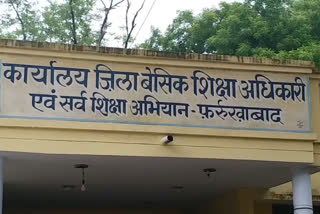 कार्यालय जिला बेसिक शिक्षा अधिकारी
एवं सर्व शिक्षा अभियान - फ़र्रुखाबाद